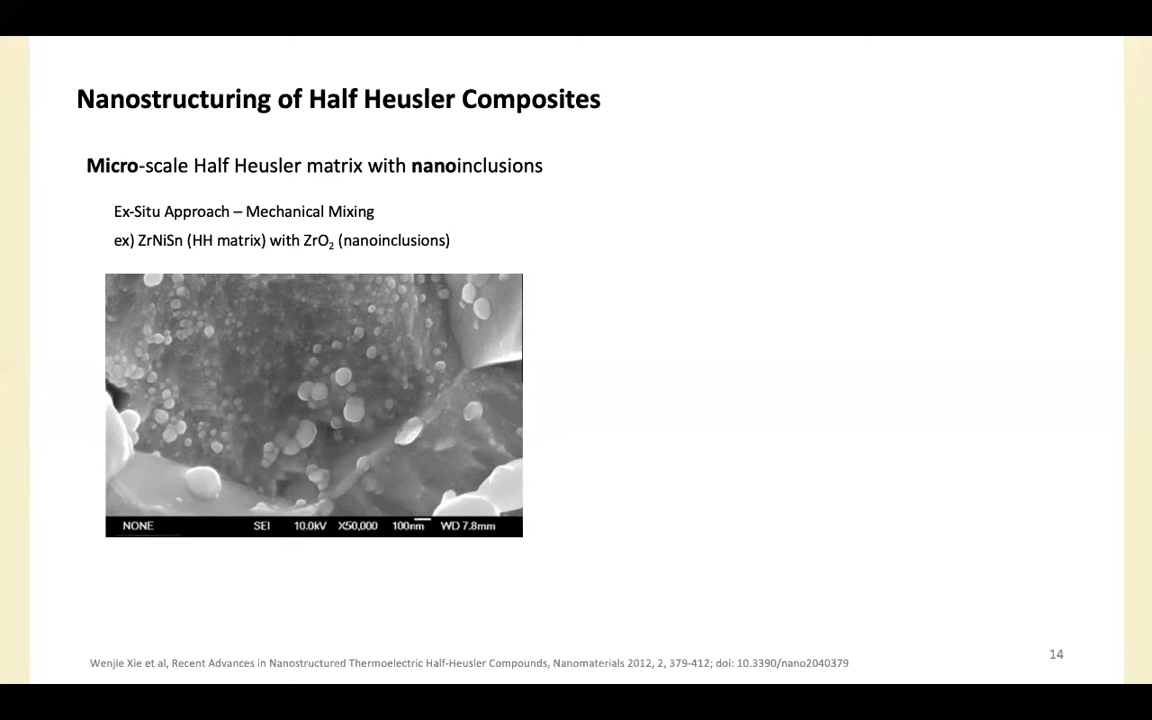 Nanostructuring of Half Heusler Composites
Micro-scale Half Heusler matrix with nanoinclusions
Ex-Situ Approach – Mechanical Mixing
ex) ZrNiSn (HH matrix) with ZrO₂ (nanoinclusions)
NONE SEI 10.0kV X50,000 100nm WD 7.8mm
Wenjie Xie et al, Recent Advances in Nanostructured Thermoelectric Half-Heusler Compounds, Nanomaterials 2012, 2, 379-412; doi: 10.3390/nano2040379
14